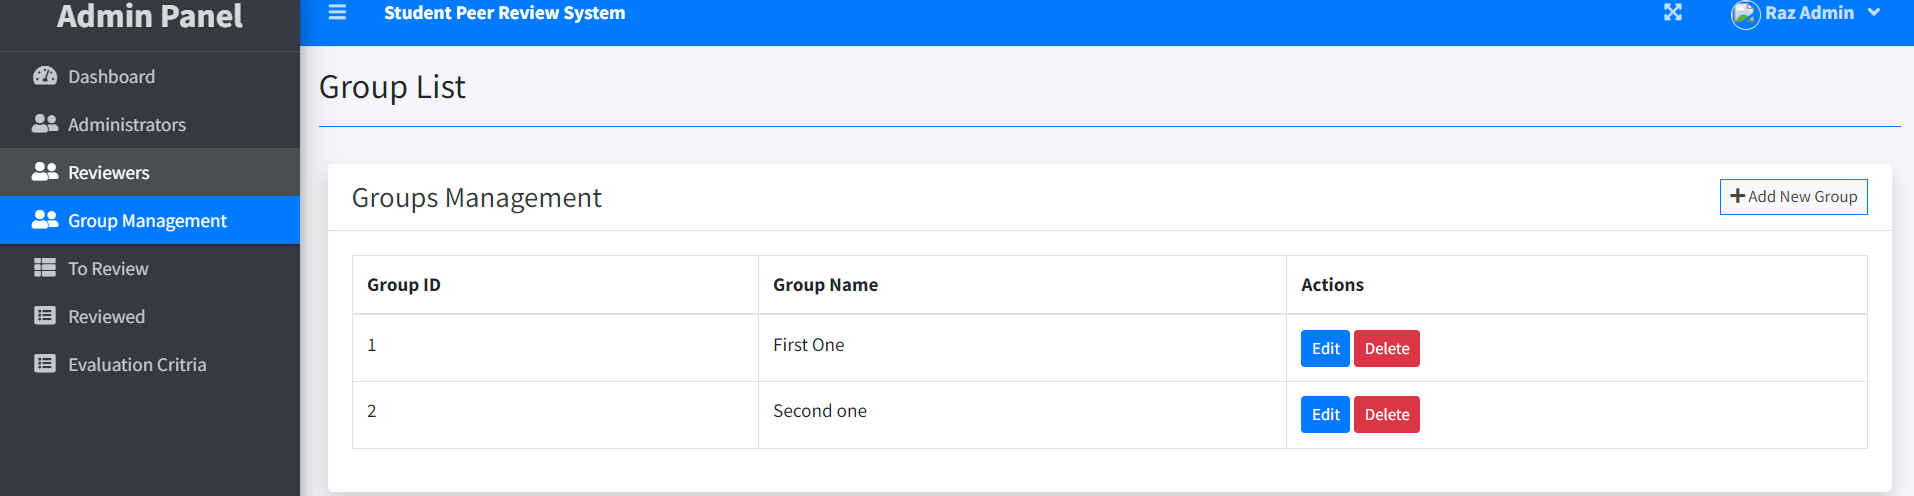 Admin Panel
Student Peer Review System
Raz Admin
Dashboard
Administrators
Reviewers
Group Management
To Review
Reviewed
Evaluation Critria
Group List
Groups Management
Add New Group
Group ID Group Name Actions
1 First One Edit Delete
2 Second one Edit Delete